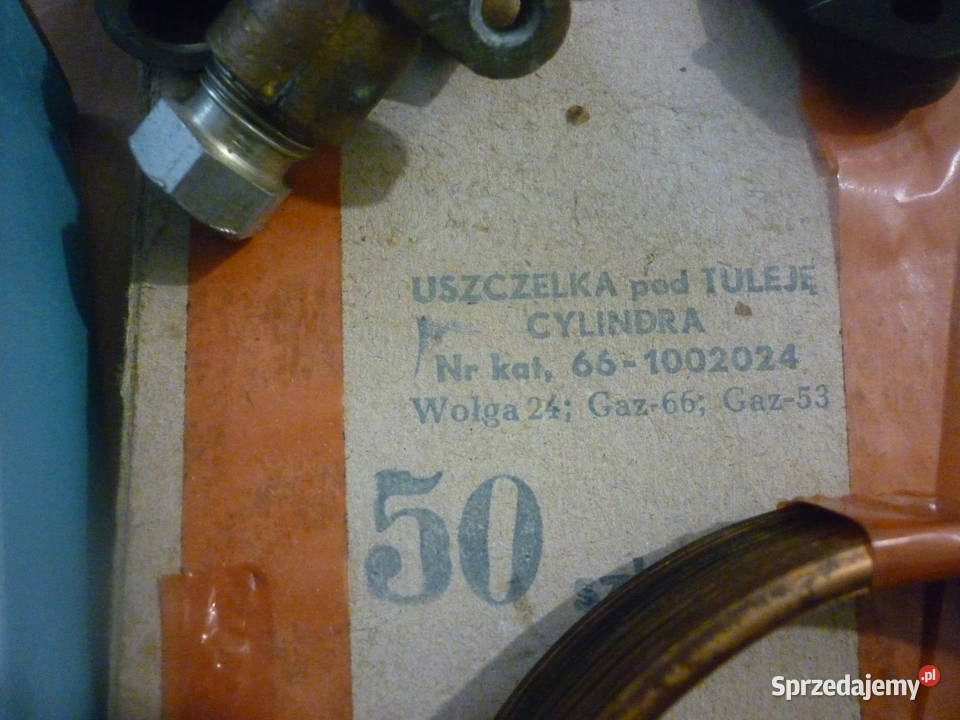 USZCZELKA pod TULEJĘ
CYLINDRA
Nr kat, 66-1002024
Wołga 24; Gaz-66; Gaz-53
50
Sprzedajemy.pl